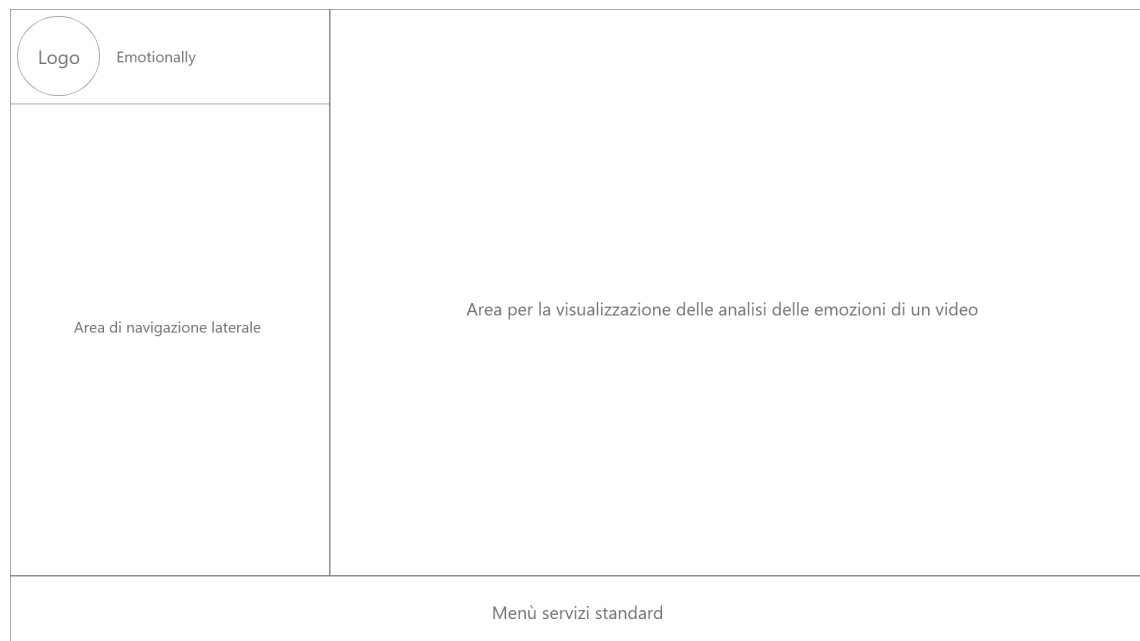 Logo
Emotionally
Area di navigazione laterale
Area per la visualizzazione delle analisi delle emozioni di un video
Menù servizi standard